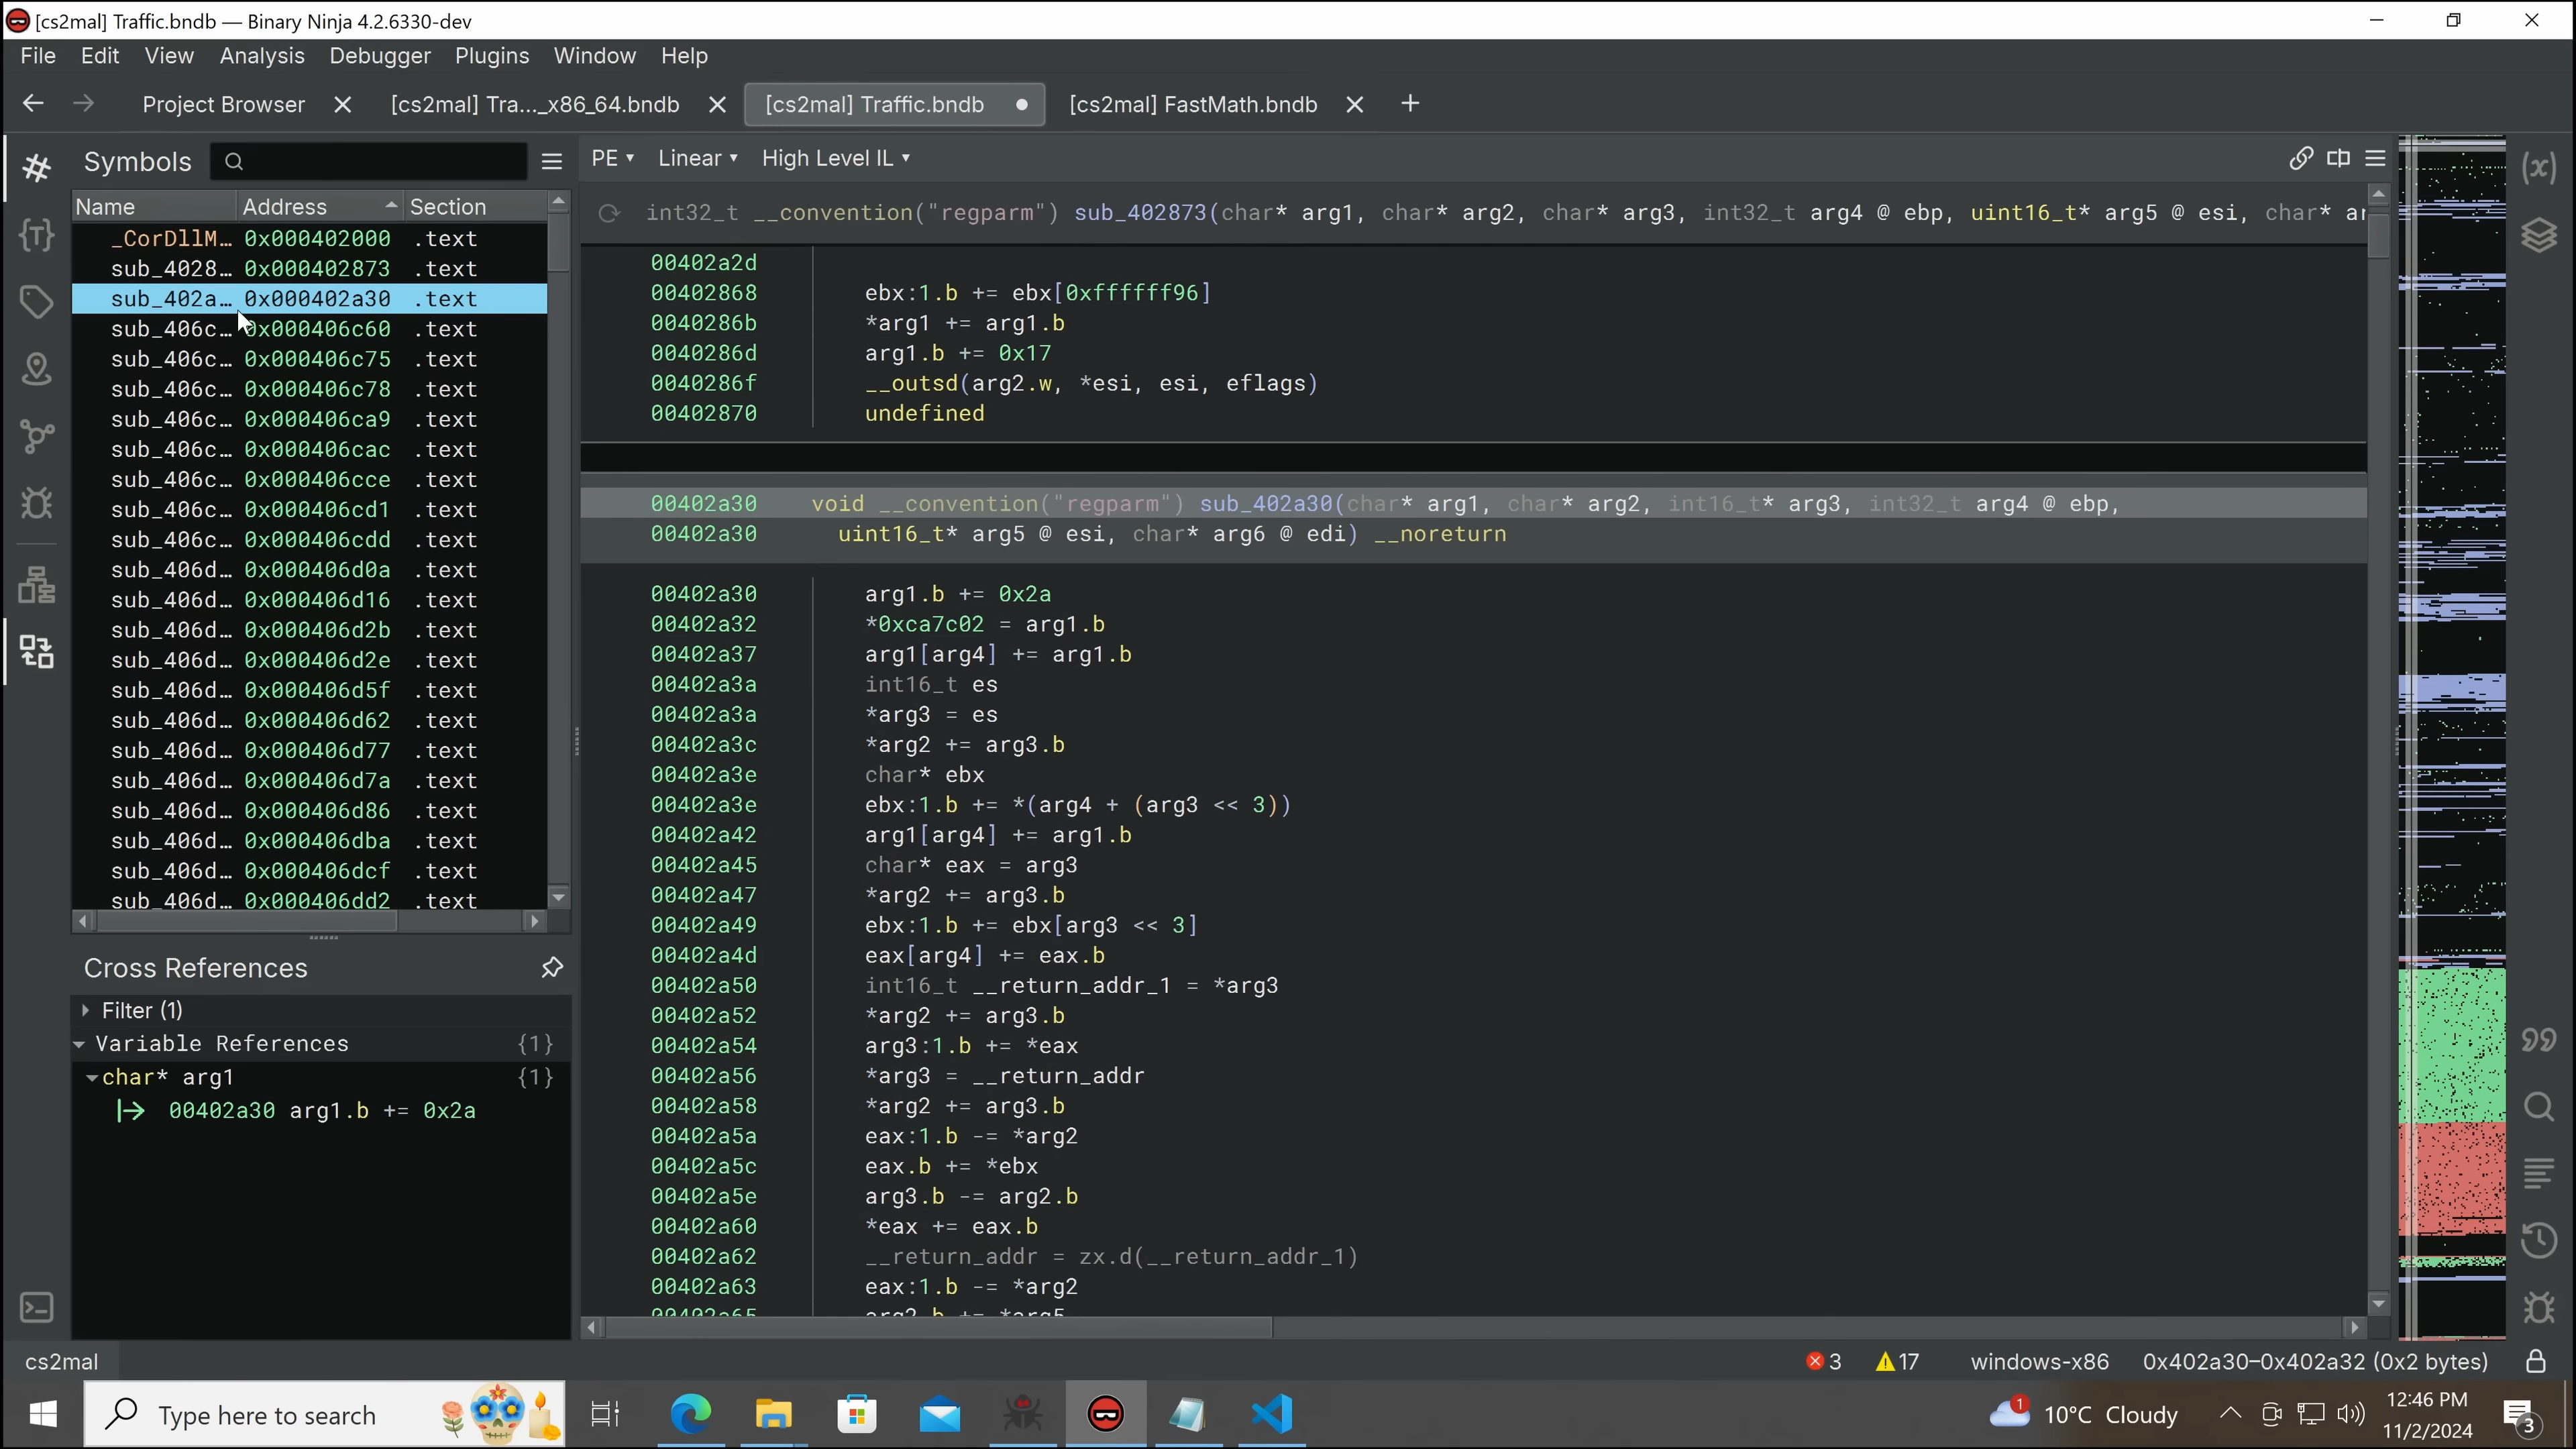 [cs2mal] Traffic.bndb — Binary Ninja 4.2.6330-dev
File Edit View Analysis Debugger Plugins Window Help
Project Browser [cs2mal] Tra..._x86_64.bndb [cs2mal] Traffic.bndb [cs2mal] FastMath.bndb
Symbols
PE Linear High Level IL
Name Address Section
_CorDllM… 0x000402000 .text
sub_4028… 0x000402873 .text
sub_402a… 0x000402a30 .text
sub_406c… 0x000406c60 .text
sub_406c… 0x000406c75 .text
sub_406c… 0x000406c78 .text
sub_406c… 0x000406ca9 .text
sub_406c… 0x000406cac .text
sub_406c… 0x000406cce .text
sub_406c… 0x000406cd1 .text
sub_406c… 0x000406cdd .text
sub_406d… 0x000406d0a .text
sub_406d… 0x000406d16 .text
sub_406d… 0x000406d2b .text
sub_406d… 0x000406d2e .text
sub_406d… 0x000406d5f .text
sub_406d… 0x000406d62 .text
sub_406d… 0x000406d77 .text
sub_406d… 0x000406d7a .text
sub_406d… 0x000406d86 .text
sub_406d… 0x000406dba .text
sub_406d… 0x000406dcf .text
sub_406d… 0x000406dd2 .text
Cross References
Filter (1)
Variable References {1}
char* arg1 {1}
00402a30 arg1.b += 0x2a
int32_t __convention("regparm") sub_402873(char* arg1, char* arg2, char* arg3, int32_t arg4 @ ebp, uint16_t* arg5 @ esi, char* ar
00402a2d
00402868 ebx:1.b += ebx[0xffffff96]
0040286b *arg1 += arg1.b
0040286d arg1.b += 0x17
0040286f __outsd(arg2.w, *esi, esi, eflags)
00402870 undefined
00402a30 void __convention("regparm") sub_402a30(char* arg1, char* arg2, int16_t* arg3, int32_t arg4 @ ebp,
00402a30 uint16_t* arg5 @ esi, char* arg6 @ edi) __noreturn
00402a30 arg1.b += 0x2a
00402a32 *0xca7c02 = arg1.b
00402a37 arg1[arg4] += arg1.b
00402a3a int16_t es
00402a3a *arg3 = es
00402a3c *arg2 += arg3.b
00402a3e char* ebx
00402a3e ebx:1.b += *(arg4 + (arg3 << 3))
00402a42 arg1[arg4] += arg1.b
00402a45 char* eax = arg3
00402a47 *arg2 += arg3.b
00402a49 ebx:1.b += ebx[arg3 << 3]
00402a4d eax[arg4] += eax.b
00402a50 int16_t __return_addr_1 = *arg3
00402a52 *arg2 += arg3.b
00402a54 arg3:1.b += *eax
00402a56 *arg3 = __return_addr
00402a58 *arg2 += arg3.b
00402a5a eax:1.b -= *arg2
00402a5c eax.b += *ebx
00402a5e arg3.b -= arg2.b
00402a60 *eax += eax.b
00402a62 __return_addr = zx.d(__return_addr_1)
00402a63 eax:1.b -= *arg2
00402a65 arg2.b += *arg5
cs2mal 3 17 windows-x86 0x402a30–0x402a32 (0x2 bytes)
Type here to search 1 10°C Cloudy 12:46 PM
11/2/2024 3